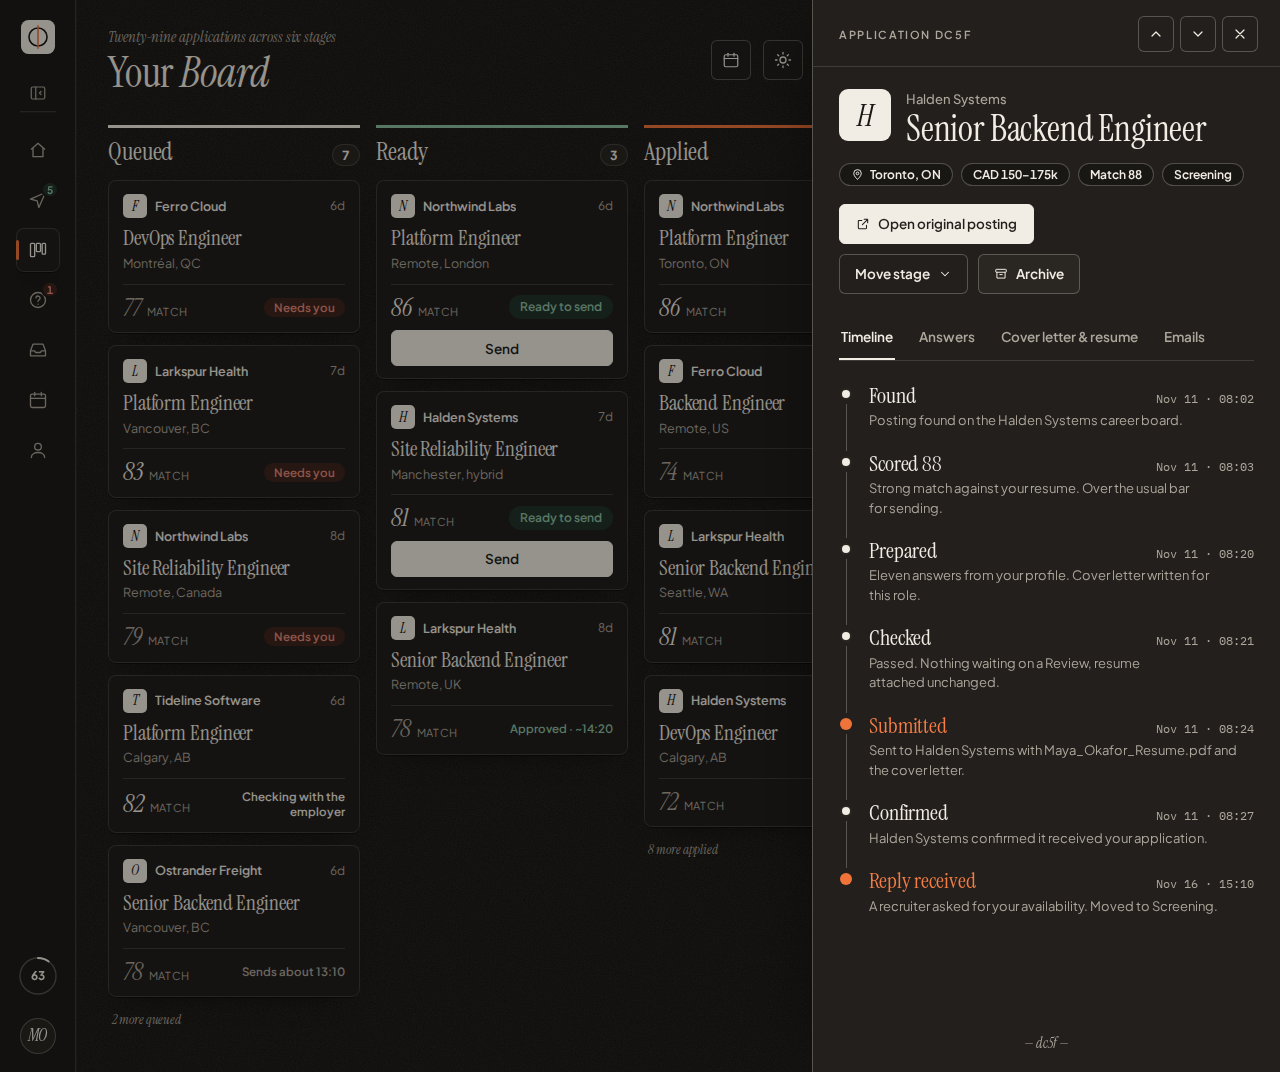 Twenty-nine applications across six stages
Your Board
5
1
63
MO
Queued
7
F Ferro Cloud 6d
DevOps Engineer
Montréal, QC
77 MATCH Needs you
L Larkspur Health 7d
Platform Engineer
Vancouver, BC
83 MATCH Needs you
N Northwind Labs 8d
Site Reliability Engineer
Remote, Canada
79 MATCH Needs you
T Tideline Software 6d
Platform Engineer
Calgary, AB
82 MATCH Checking with the
employer
O Ostrander Freight 6d
Senior Backend Engineer
Vancouver, BC
78 MATCH Sends about 13:10
2 more queued
Ready
3
N Northwind Labs 6d
Platform Engineer
Remote, London
86 MATCH Ready to send
Send
H Halden Systems 7d
Site Reliability Engineer
Manchester, hybrid
81 MATCH Ready to send
Send
L Larkspur Health 8d
Senior Backend Engineer
Remote, UK
78 MATCH Approved · ~14:20
Applied
N Northwind Labs
Platform Engineer
Toronto, ON
86 MATCH
F Ferro Cloud
Backend Engineer
Remote, US
74 MATCH
L Larkspur Health
Senior Backend Engin
Seattle, WA
81 MATCH
H Halden Systems
DevOps Engineer
Calgary, AB
72 MATCH
8 more applied
APPLICATION DC5F
H
Halden Systems
Senior Backend Engineer
Toronto, ON CAD 150–175k Match 88 Screening
Open original posting
Move stage Archive
Timeline Answers Cover letter & resume Emails
Found Nov 11 · 08:02
Posting found on the Halden Systems career board.
Scored 88 Nov 11 · 08:03
Strong match against your resume. Over the usual bar
for sending.
Prepared Nov 11 · 08:20
Eleven answers from your profile. Cover letter written for
this role.
Checked Nov 11 · 08:21
Passed. Nothing waiting on a Review, resume
attached unchanged.
Submitted Nov 11 · 08:24
Sent to Halden Systems with Maya_Okafor_Resume.pdf and
the cover letter.
Confirmed Nov 11 · 08:27
Halden Systems confirmed it received your application.
Reply received Nov 16 · 15:10
A recruiter asked for your availability. Moved to Screening.
– dc5f –